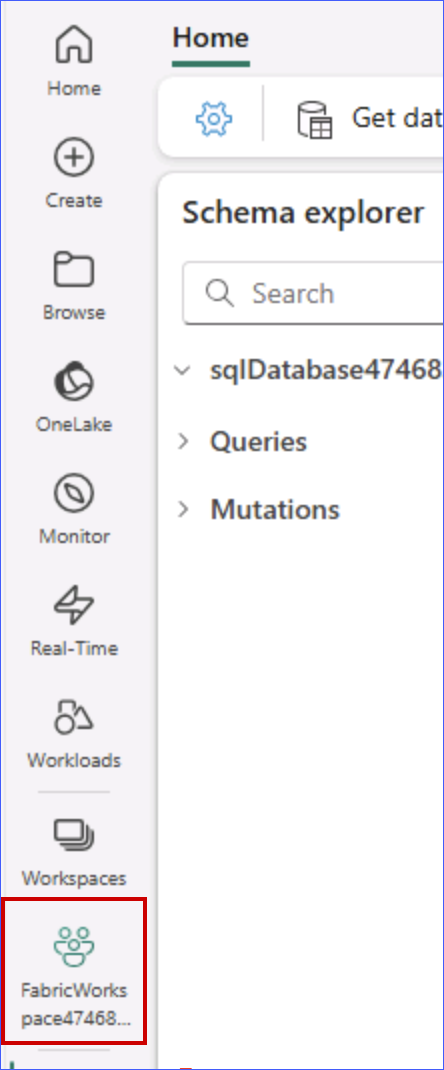 Home
Create
Browse
OneLake
Monitor
Real-Time
Workloads
Workspaces
FabricWorks
pace47468...
Home
Get dat
Schema explorer
Search
sqlDatabase47468
Queries
Mutations